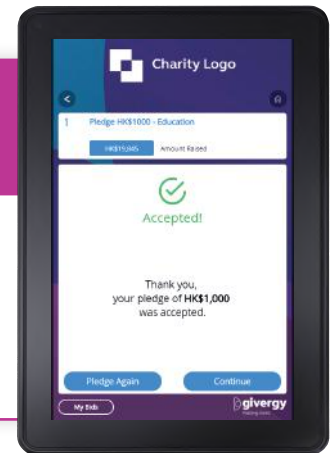 Charity Logo
1 Pledge HK$1000 - Education
Amount Raised
Accepted!
Thank you,
your pledge of HK$1,000
was accepted.
Pledge Again Continue
My Bids givergy